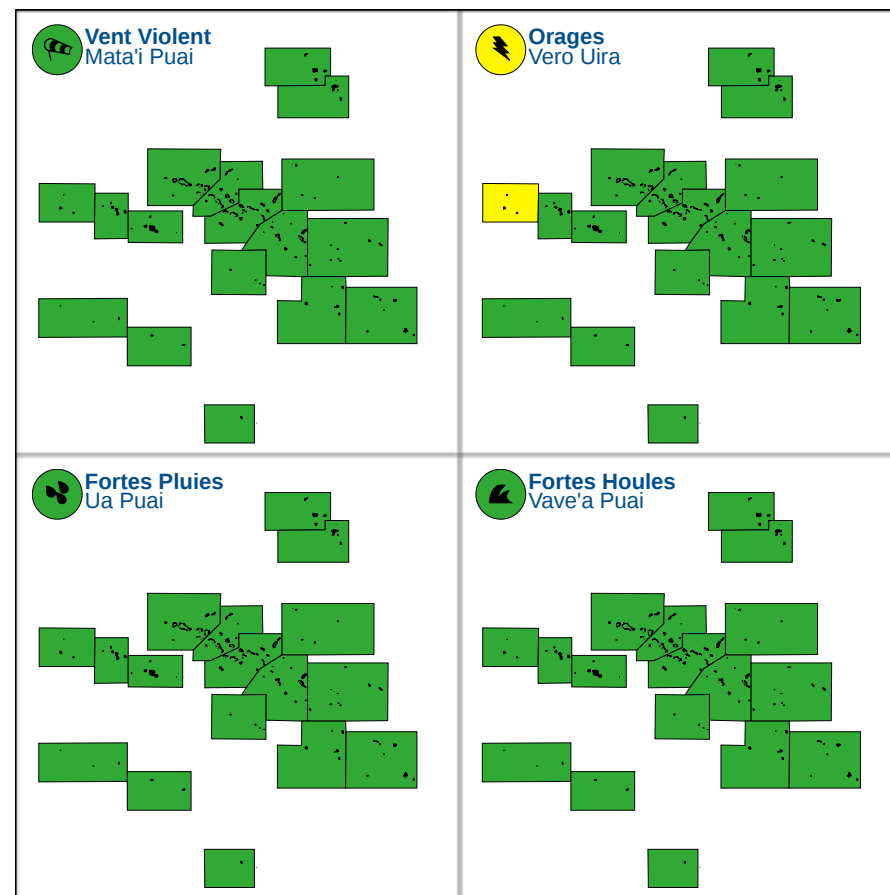 Vent Violent
Mata'i Puai
Orages
Vero Uira
Fortes Pluies
Ua Puai
Fortes Houles
Vave'a Puai